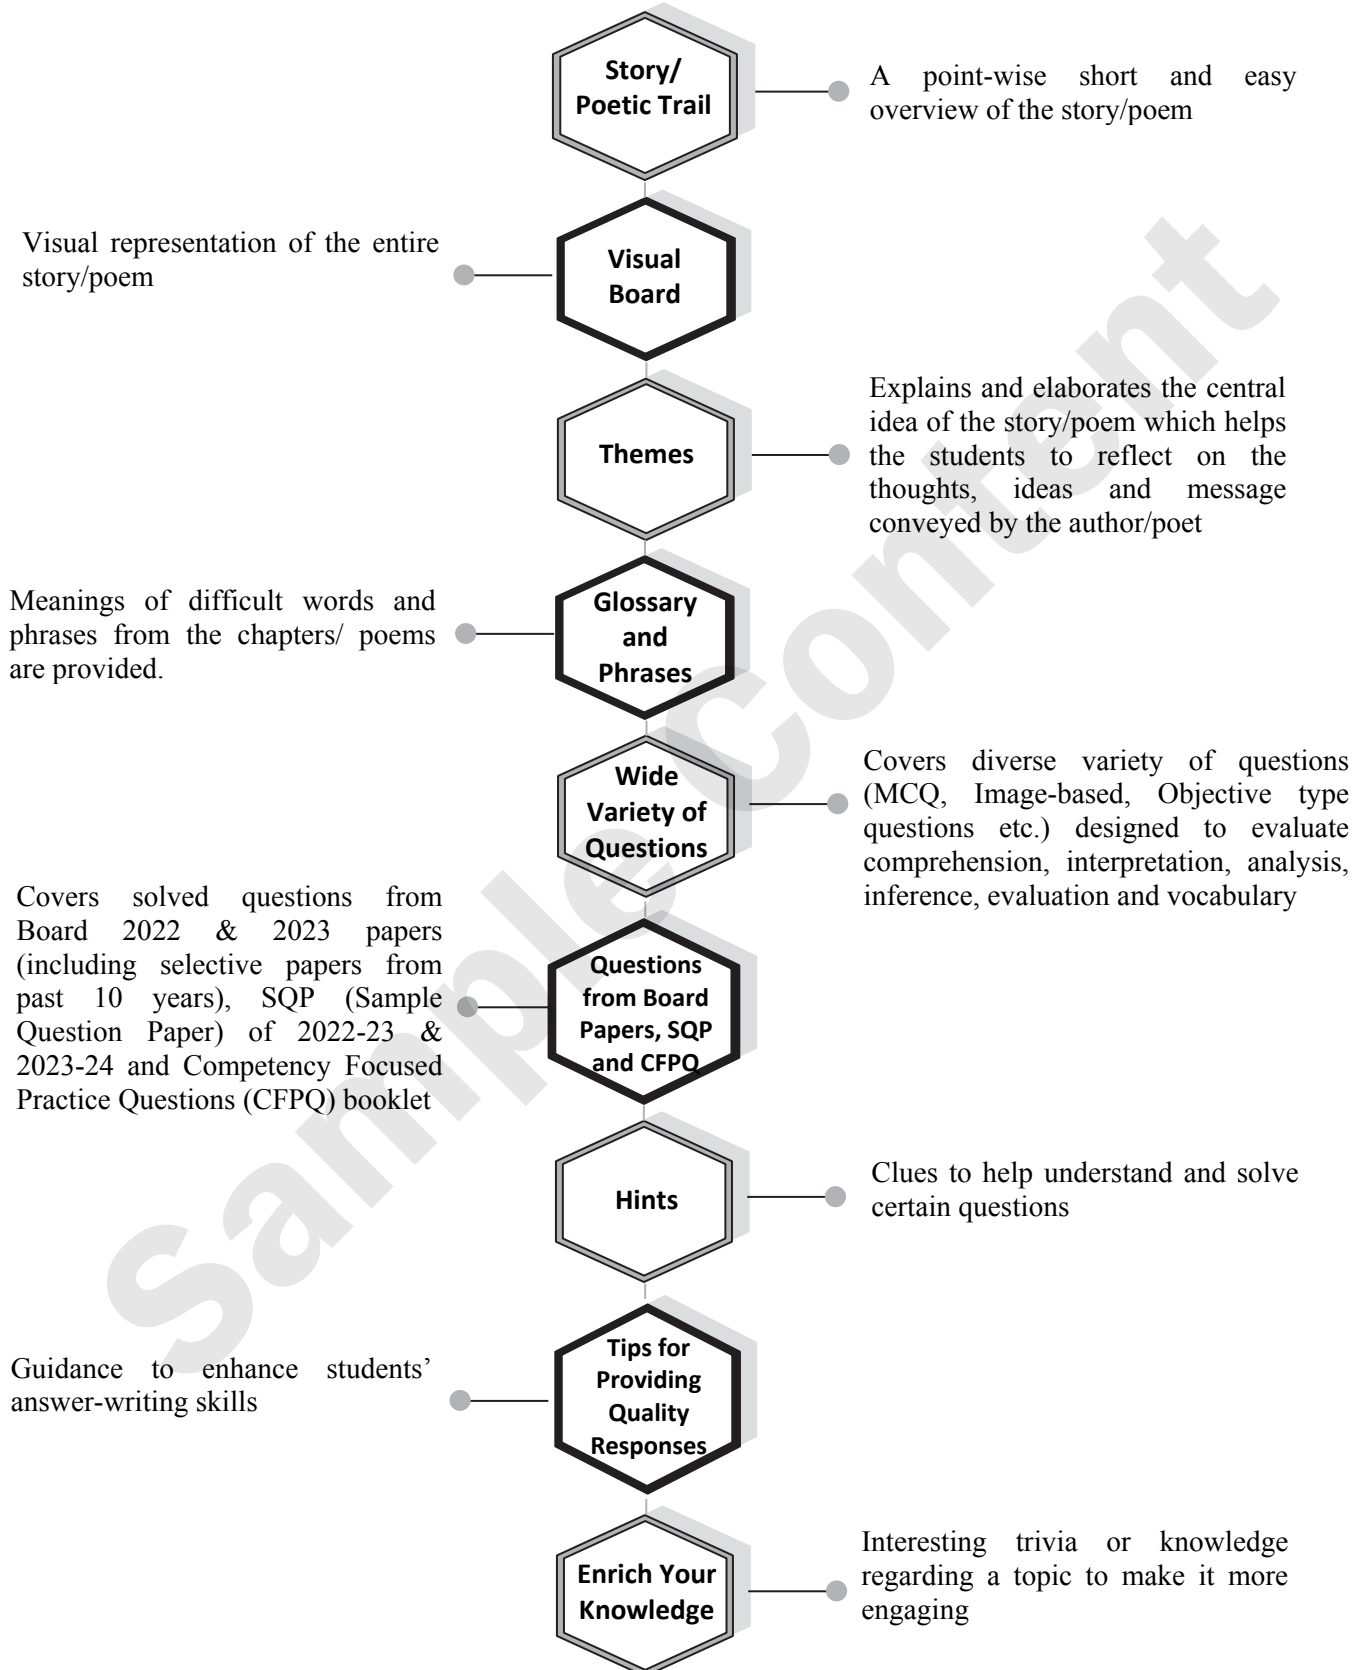 Story/
Poetic Trail
A point-wise short and easy
overview of the story/poem
Visual representation of the entire
story/poem
Visual
Board
Themes
Explains and elaborates the central
idea of the story/poem which helps
the students to reflect on the
thoughts, ideas and message
conveyed by the author/poet
Meanings of difficult words and
phrases from the chapters/ poems
are provided.
Glossary
and
Phrases
Wide
Variety of
Questions
Covers diverse variety of questions
(MCQ, Image-based, Objective type
questions etc.) designed to evaluate
comprehension, interpretation, analysis,
inference, evaluation and vocabulary
Covers solved questions from
Board 2022 & 2023 papers
(including selective papers from
past 10 years), SQP (Sample
Question Paper) of 2022-23 &
2023-24 and Competency Focused
Practice Questions (CFPQ) booklet
Questions
from Board
Papers, SQP
and CFPQ
Hints
Clues to help understand and solve
certain questions
Guidance to enhance students’
answer-writing skills
Tips for
Providing
Quality
Responses
Enrich Your
Knowledge
Interesting trivia or knowledge
regarding a topic to make it more
engaging
Sample Content